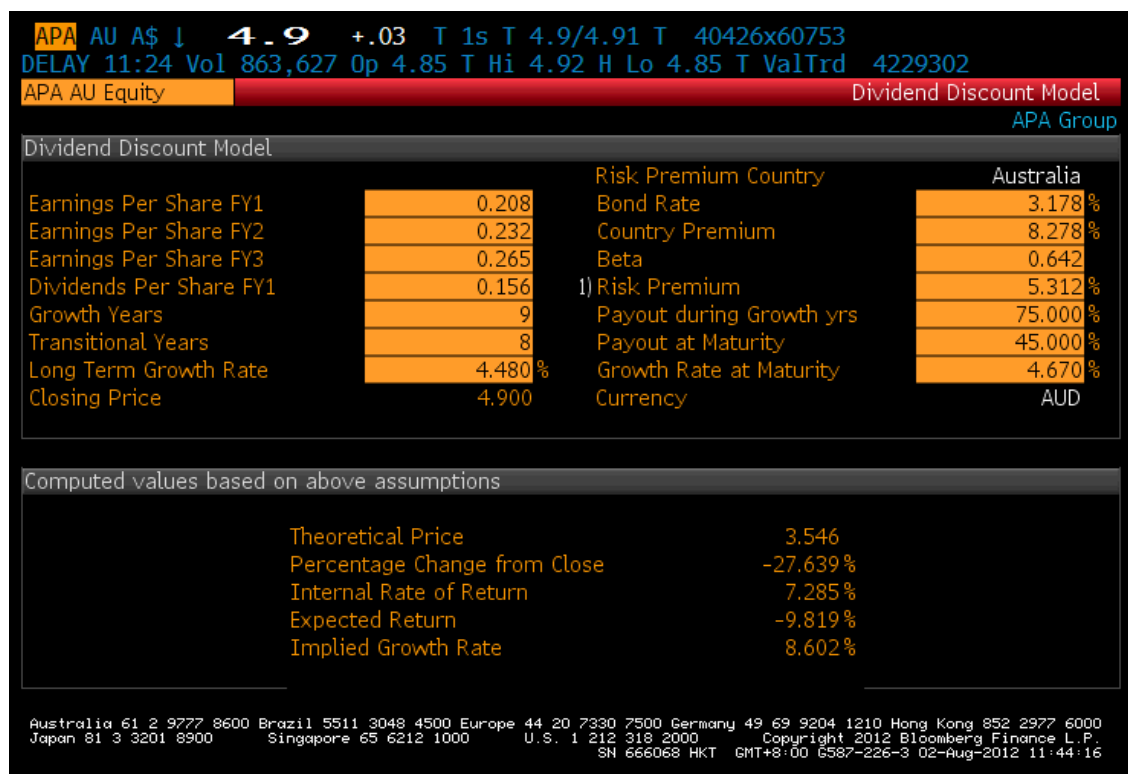 APA AU A$ ↓ 4.9 +.03 T 1s T 4.9/4.91 T 40426x60753
DELAY 11:24 Vol 863,627 Op 4.85 T Hi 4.92 H Lo 4.85 T ValTrd 4229302
APA AU Equity Dividend Discount Model
APA Group
Dividend Discount Model
Risk Premium Country Australia
Earnings Per Share FY1 0.208 Bond Rate 3.178 %
Earnings Per Share FY2 0.232 Country Premium 8.278 %
Earnings Per Share FY3 0.265 Beta 0.642
Dividends Per Share FY1 0.156 1) Risk Premium 5.312 %
Growth Years 9 Payout during Growth yrs 75.000 %
Transitional Years 8 Payout at Maturity 45.000 %
Long Term Growth Rate 4.480 % Growth Rate at Maturity 4.670 %
Closing Price 4.900 Currency AUD
Computed values based on above assumptions
Theoretical Price 3.546
Percentage Change from Close -27.639 %
Internal Rate of Return 7.285 %
Expected Return -9.819 %
Implied Growth Rate 8.602 %
Australia 61 2 9777 8600 Brazil 5511 3048 4500 Europe 44 20 7330 7500 Germany 49 69 9204 1210 Hong Kong 852 2977 6000
Japan 81 3 3201 8900 Singapore 65 6212 1000 U.S. 1 212 318 2000 Copyright 2012 Bloomberg Finance L.P.
SN 666068 HKT GMT+8:00 G587-226-3 02-Aug-2012 11:44:16